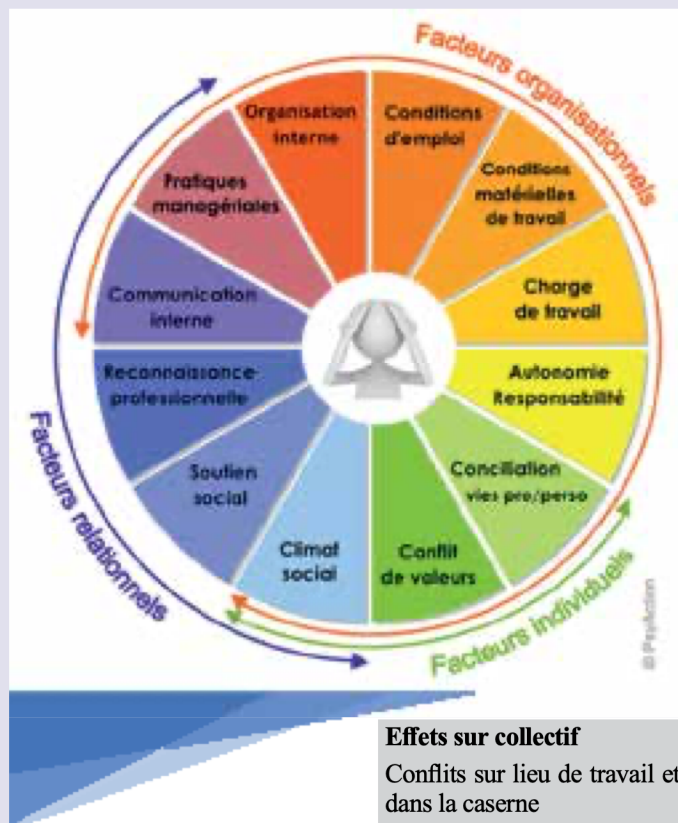 Facteurs organisationnels
Organisation
interne
Conditions
d'emploi
Conditions
matérielles
de travail
Charge
de travail
Autonomie
Responsabilité
Conciliation
vies pro/perso
Conflit
de valeurs
Climat
social
Soutien
social
Reconnaissance
professionnelle
Communication
interne
Pratiques
managériales
Facteurs relationnels
Facteurs individuels
© PsyAction
Effets sur collectif
Conflits sur lieu de travail et
dans la caserne